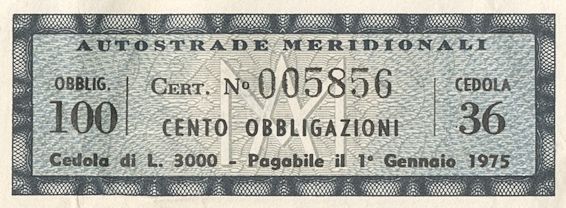 AUTOSTRADE MERIDIONALI
OBBLIG. CERT. Nº 005856 CEDOLA
100 CENTO OBBLIGAZIONI 36
Cedola di L. 3000 - Pagabile il 1º Gennaio 1975